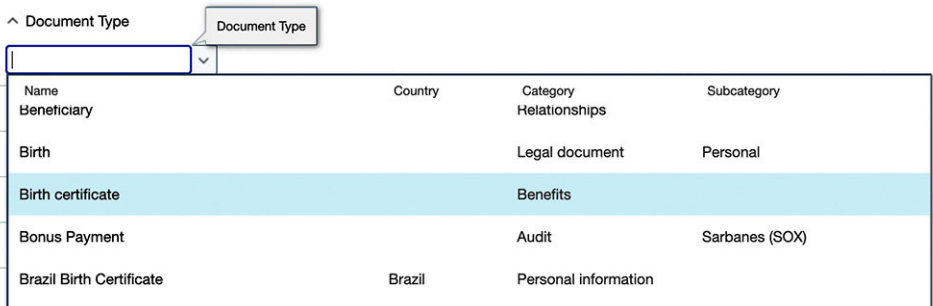 Document Type
Document Type
Name Country Category Subcategory
Beneficiary Relationships
Birth Legal document Personal
Birth certificate Benefits
Bonus Payment Audit Sarbanes (SOX)
Brazil Birth Certificate Brazil Personal information